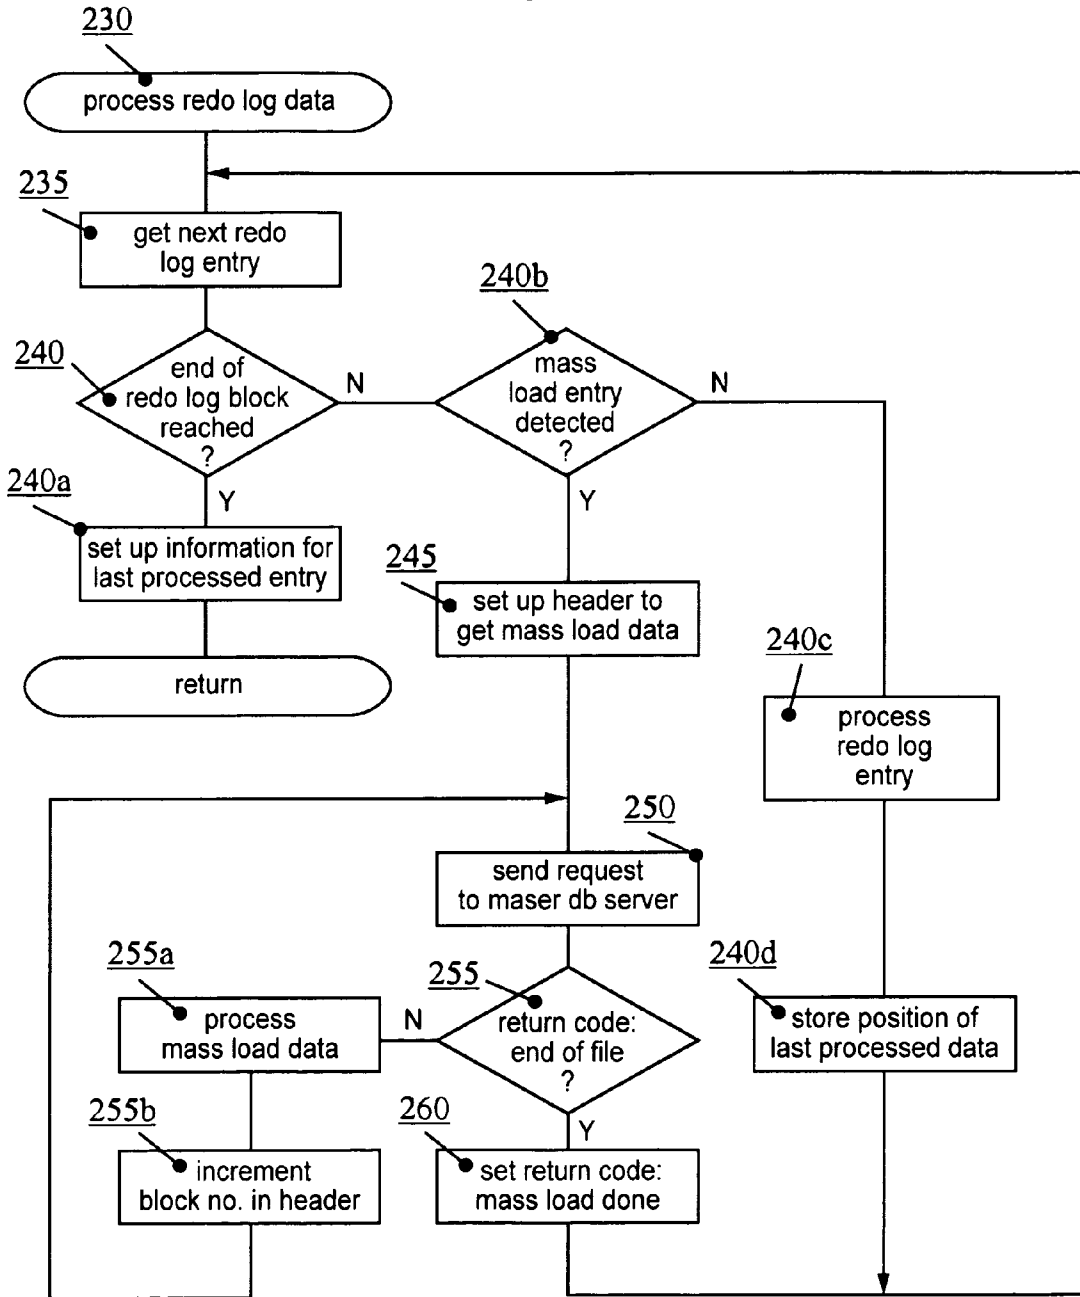 230
process redo log data
235
get next redo
log entry
240
end of
redo log block
reached
?
N
Y
240a
set up information for
last processed entry
return
240b
mass
load entry
detected
?
N
Y
245
set up header to
get mass load data
240c
process
redo log
entry
240d
store position of
last processed data
250
send request
to maser db server
255
return code:
end of file
?
N
Y
255a
process
mass load data
255b
increment
block no. in header
260
set return code:
mass load done